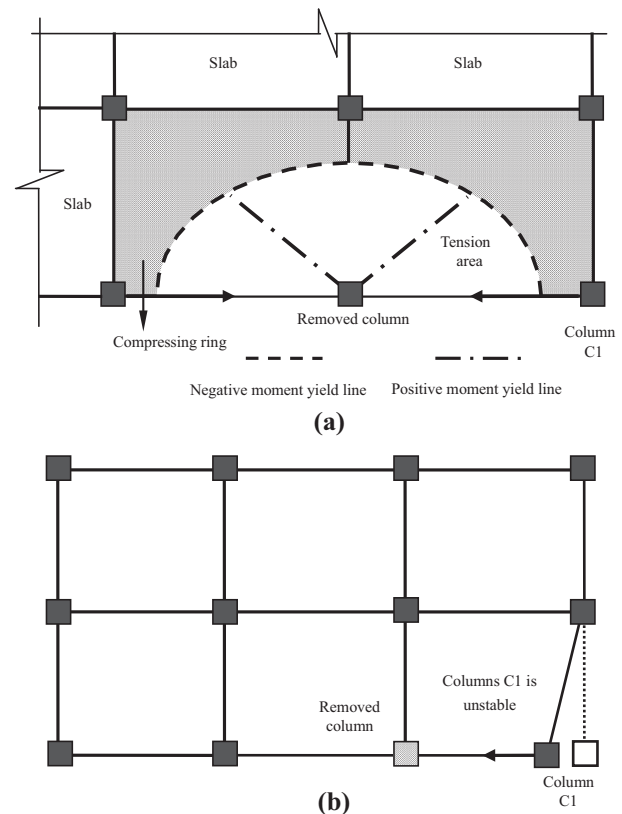 Slab
Slab
Slab
Tension
area
Removed column
Compressing ring
Column
C1
Negative moment yield line
Positive moment yield line
(a)
Columns C1 is
unstable
Removed
column
Column
C1
(b)